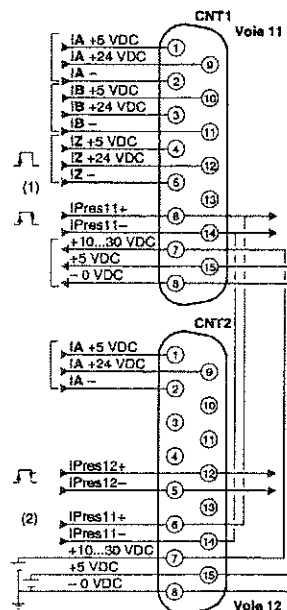 CNT1
Voia 11
IA +5 VDC 1
IA +24 VDC 9
IA – 2
IB +5 VDC 10
IB +24 VDC 3
IB – 11
IZ +5 VDC 4
IZ +24 VDC 12
IZ – 5
(1)
13
IPres11+ 6
IPres11– 14
+10...30 VDC 7
+5 VDC 15
– 0 VDC 8
CNT2
IA +5 VDC 1
IA +24 VDC 9
IA – 2
10
3
11
4
IPres12+ 12
IPres12– 5
13
(2)
IPres11+ 6
IPres11– 14
+10...30 VDC 7
+5 VDC 15
– 0 VDC 8
Voia 12